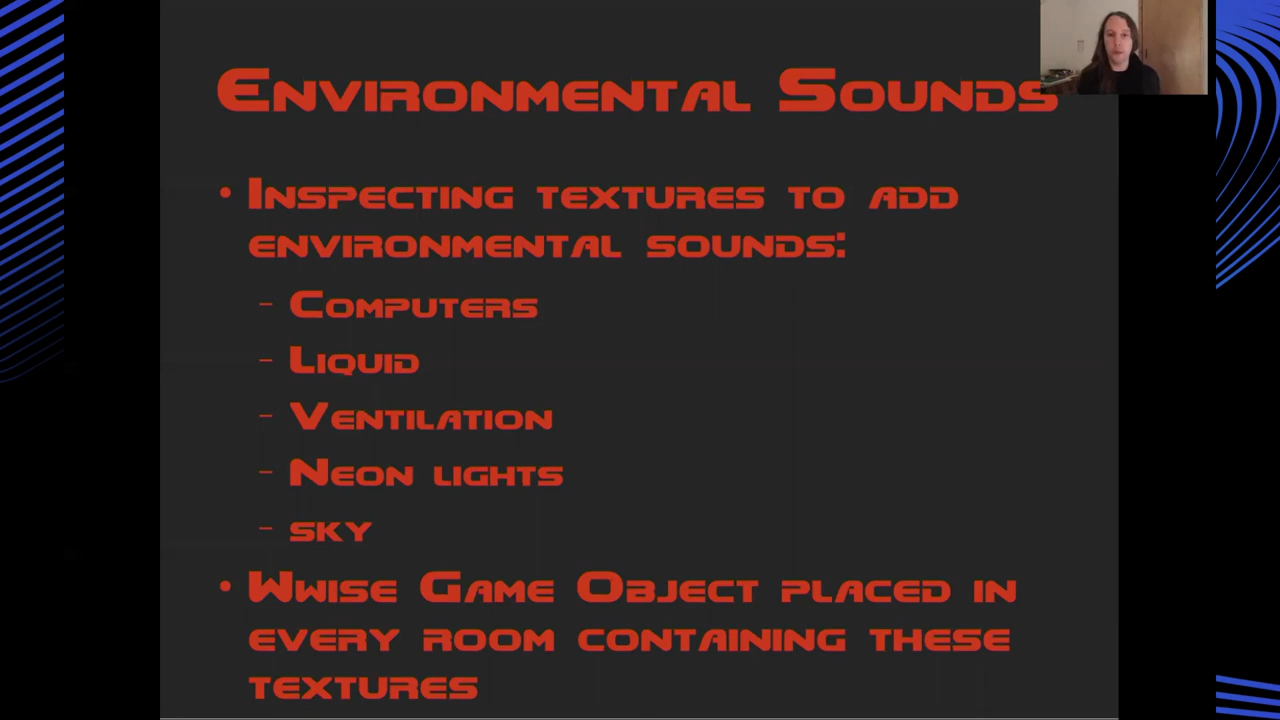 Environmental Sounds
• Inspecting textures to add
environmental sounds:
– Computers
– Liquid
– Ventilation
– Neon lights
– sky
• Wwise Game Object placed in
every room containing these
textures